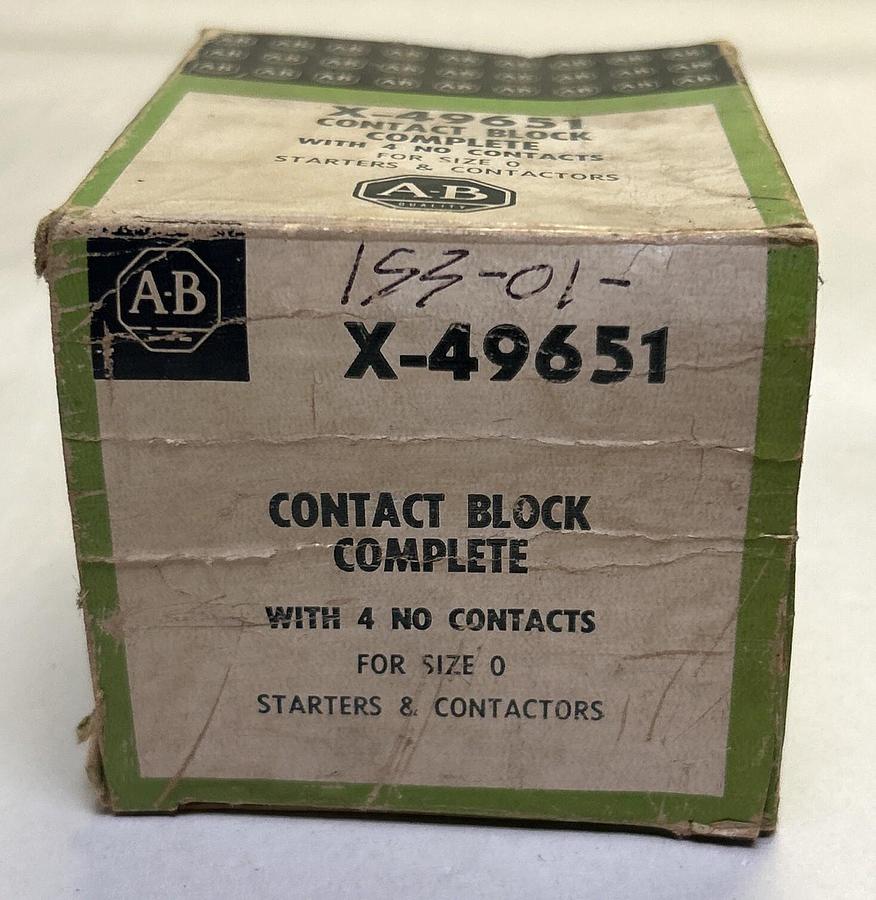 X-49651
CONTACT BLOCK
COMPLETE
WITH 4 NO CONTACTS
FOR SIZE 0
STARTERS & CONTACTORS
A-B
QUALITY
A-B
153-01-
X-49651
CONTACT BLOCK
COMPLETE
WITH 4 NO CONTACTS
FOR SIZE 0
STARTERS & CONTACTORS